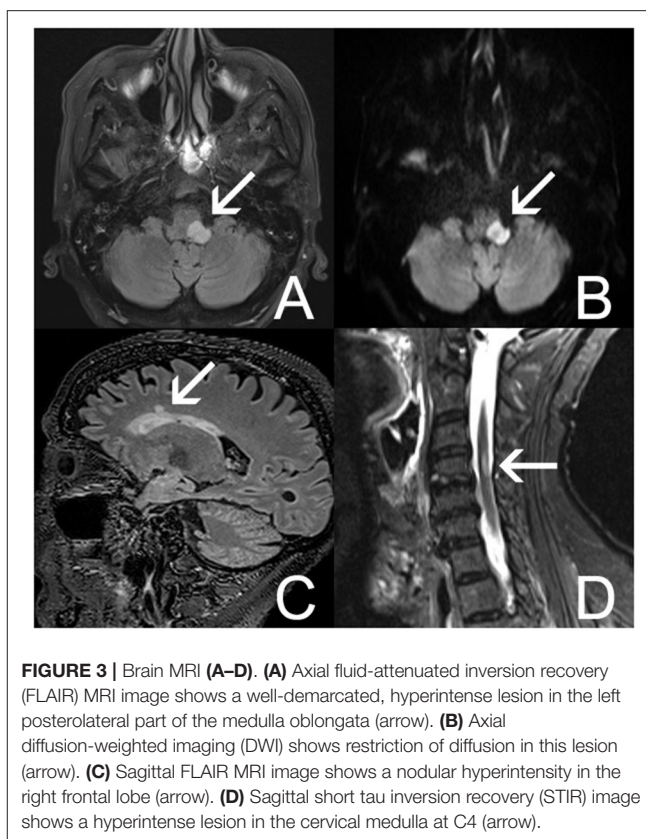 A
B
C
D
FIGURE 3 | Brain MRI (A–D). (A) Axial fluid-attenuated inversion recovery
(FLAIR) MRI image shows a well-demarcated, hyperintense lesion in the left
posterolateral part of the medulla oblongata (arrow). (B) Axial
diffusion-weighted imaging (DWI) shows restriction of diffusion in this lesion
(arrow). (C) Sagittal FLAIR MRI image shows a nodular hyperintensity in the
right frontal lobe (arrow). (D) Sagittal short tau inversion recovery (STIR) image
shows a hyperintense lesion in the cervical medulla at C4 (arrow).